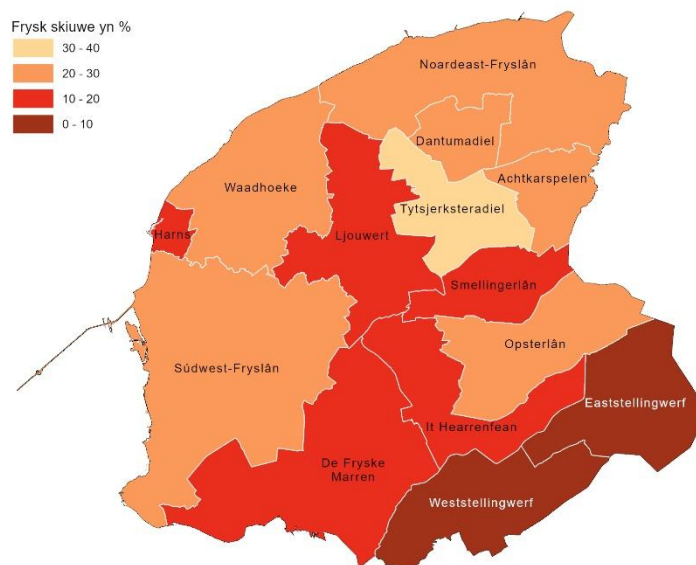 Frysk skiuwe yn %
30 - 40
20 - 30
10 - 20
0 - 10
Noardeast-Fryslân
Dantumadiel
Achtkarspelen
Waadhoeke
Tytsjerksteradiel
Harns
Ljouwert
Smellingerlân
Opsterlân
Súdwest-Fryslân
Eaststellingwerf
It Hearrenfean
De Fryske
Marren
Weststellingwerf